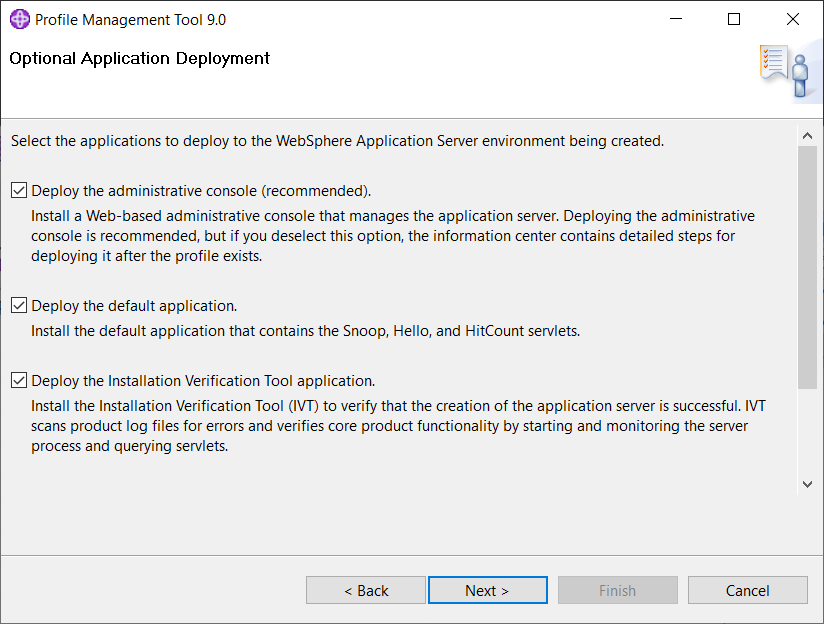 Profile Management Tool 9.0
Optional Application Deployment
Select the applications to deploy to the WebSphere Application Server environment being created.
Deploy the administrative console (recommended).
Install a Web-based administrative console that manages the application server. Deploying the administrative
console is recommended, but if you deselect this option, the information center contains detailed steps for
deploying it after the profile exists.
Deploy the default application.
Install the default application that contains the Snoop, Hello, and HitCount servlets.
Deploy the Installation Verification Tool application.
Install the Installation Verification Tool (IVT) to verify that the creation of the application server is successful. IVT
scans product log files for errors and verifies core product functionality by starting and monitoring the server
process and querying servlets.
< Back
Next >
Finish
Cancel